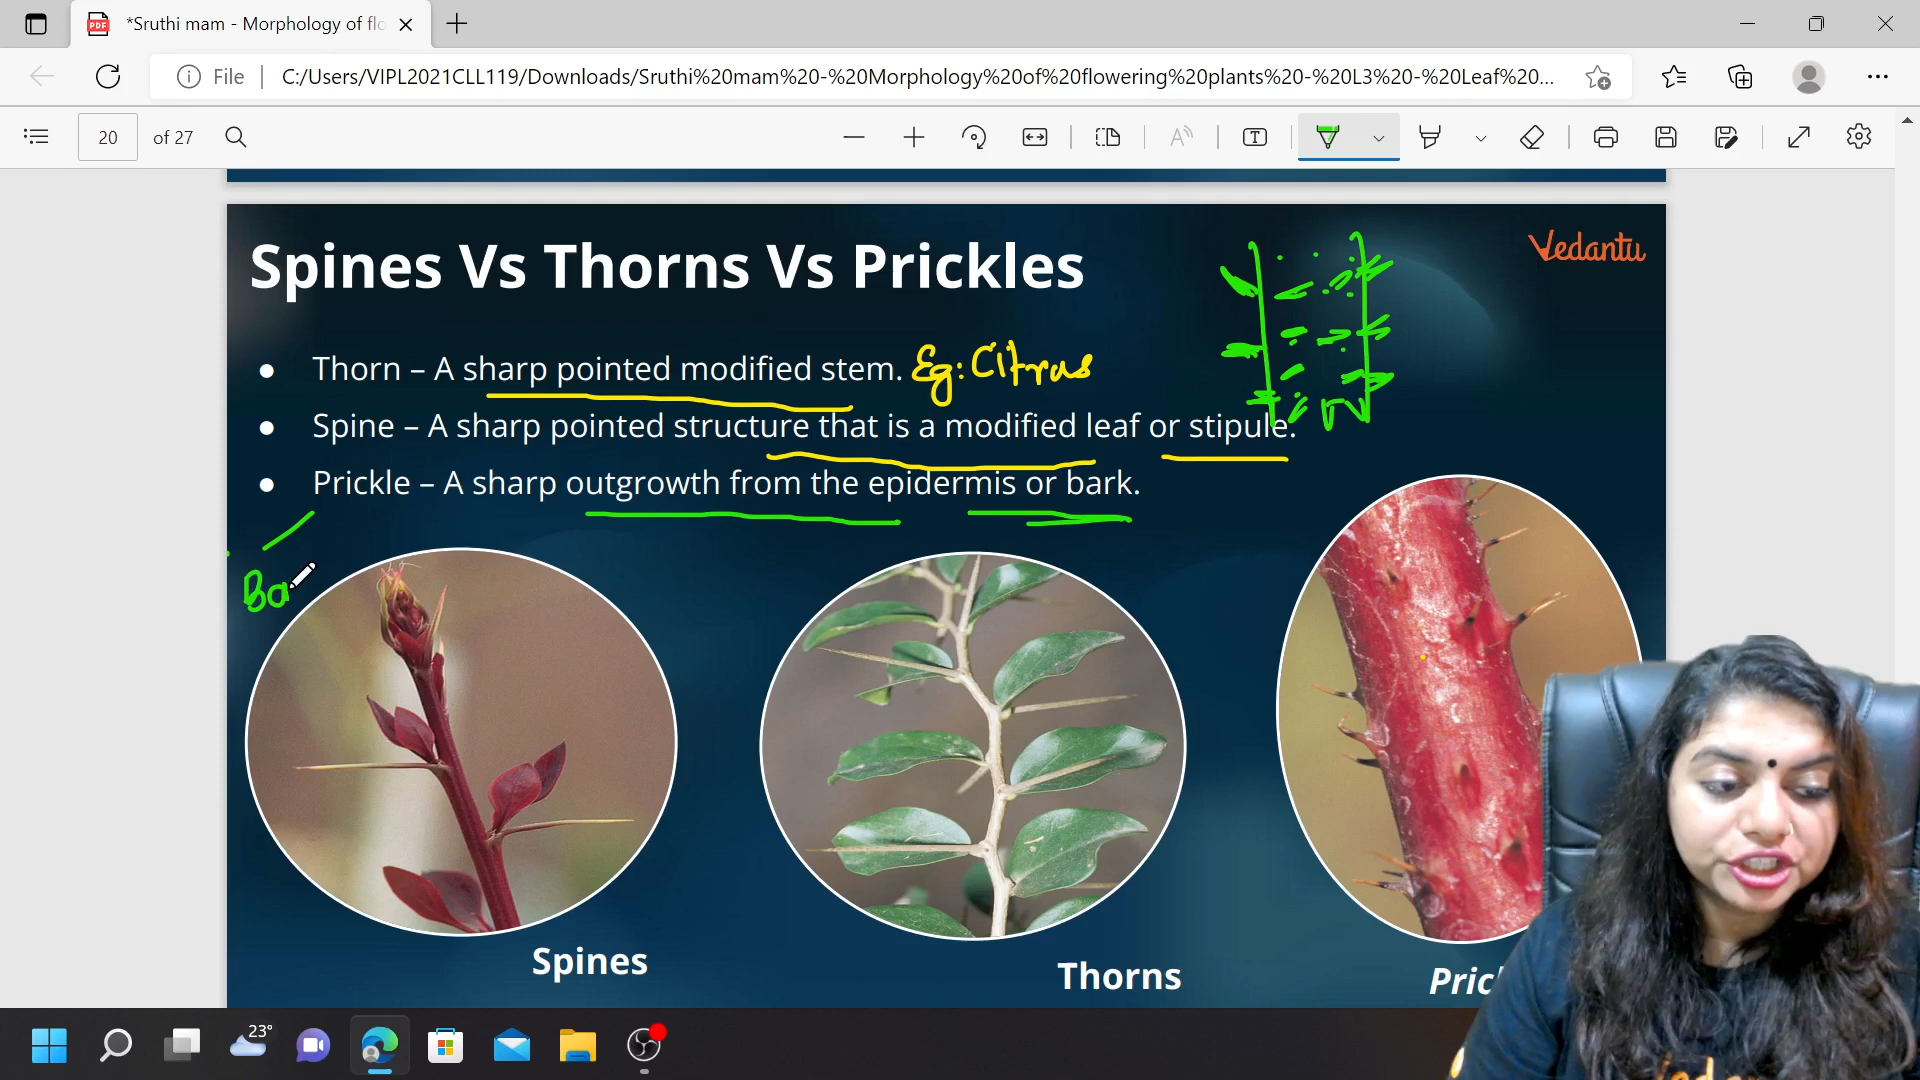 *Sruthi mam - Morphology of flo
File
C:/Users/VIPL2021CLL119/Downloads/Sruthi%20mam%20-%20Morphology%20of%20flowering%20plants%20-%20L3%20-%20Leaf%20...
20 of 27
Spines Vs Thorns Vs Prickles
Vedantu
Thorn – A sharp pointed modified stem. Eg: Citrus
Spine – A sharp pointed structure that is a modified leaf or stipule.
Prickle – A sharp outgrowth from the epidermis or bark.
Ba
Spines
Thorns
Pric
23°